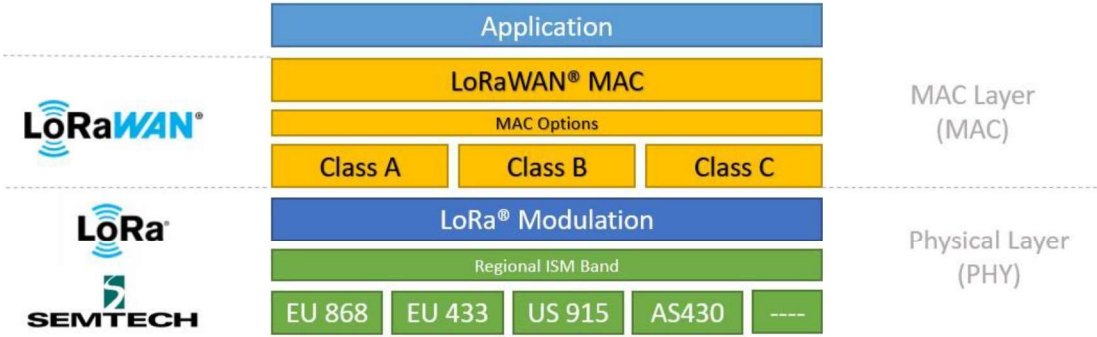 Application
LoRaWAN® MAC
MAC Options
Class A Class B Class C
LoRaWAN®
MAC Layer
(MAC)
LoRa® Modulation
Regional ISM Band
EU 868 EU 433 US 915 AS430 ----
LoRa®
SEMTECH
Physical Layer
(PHY)